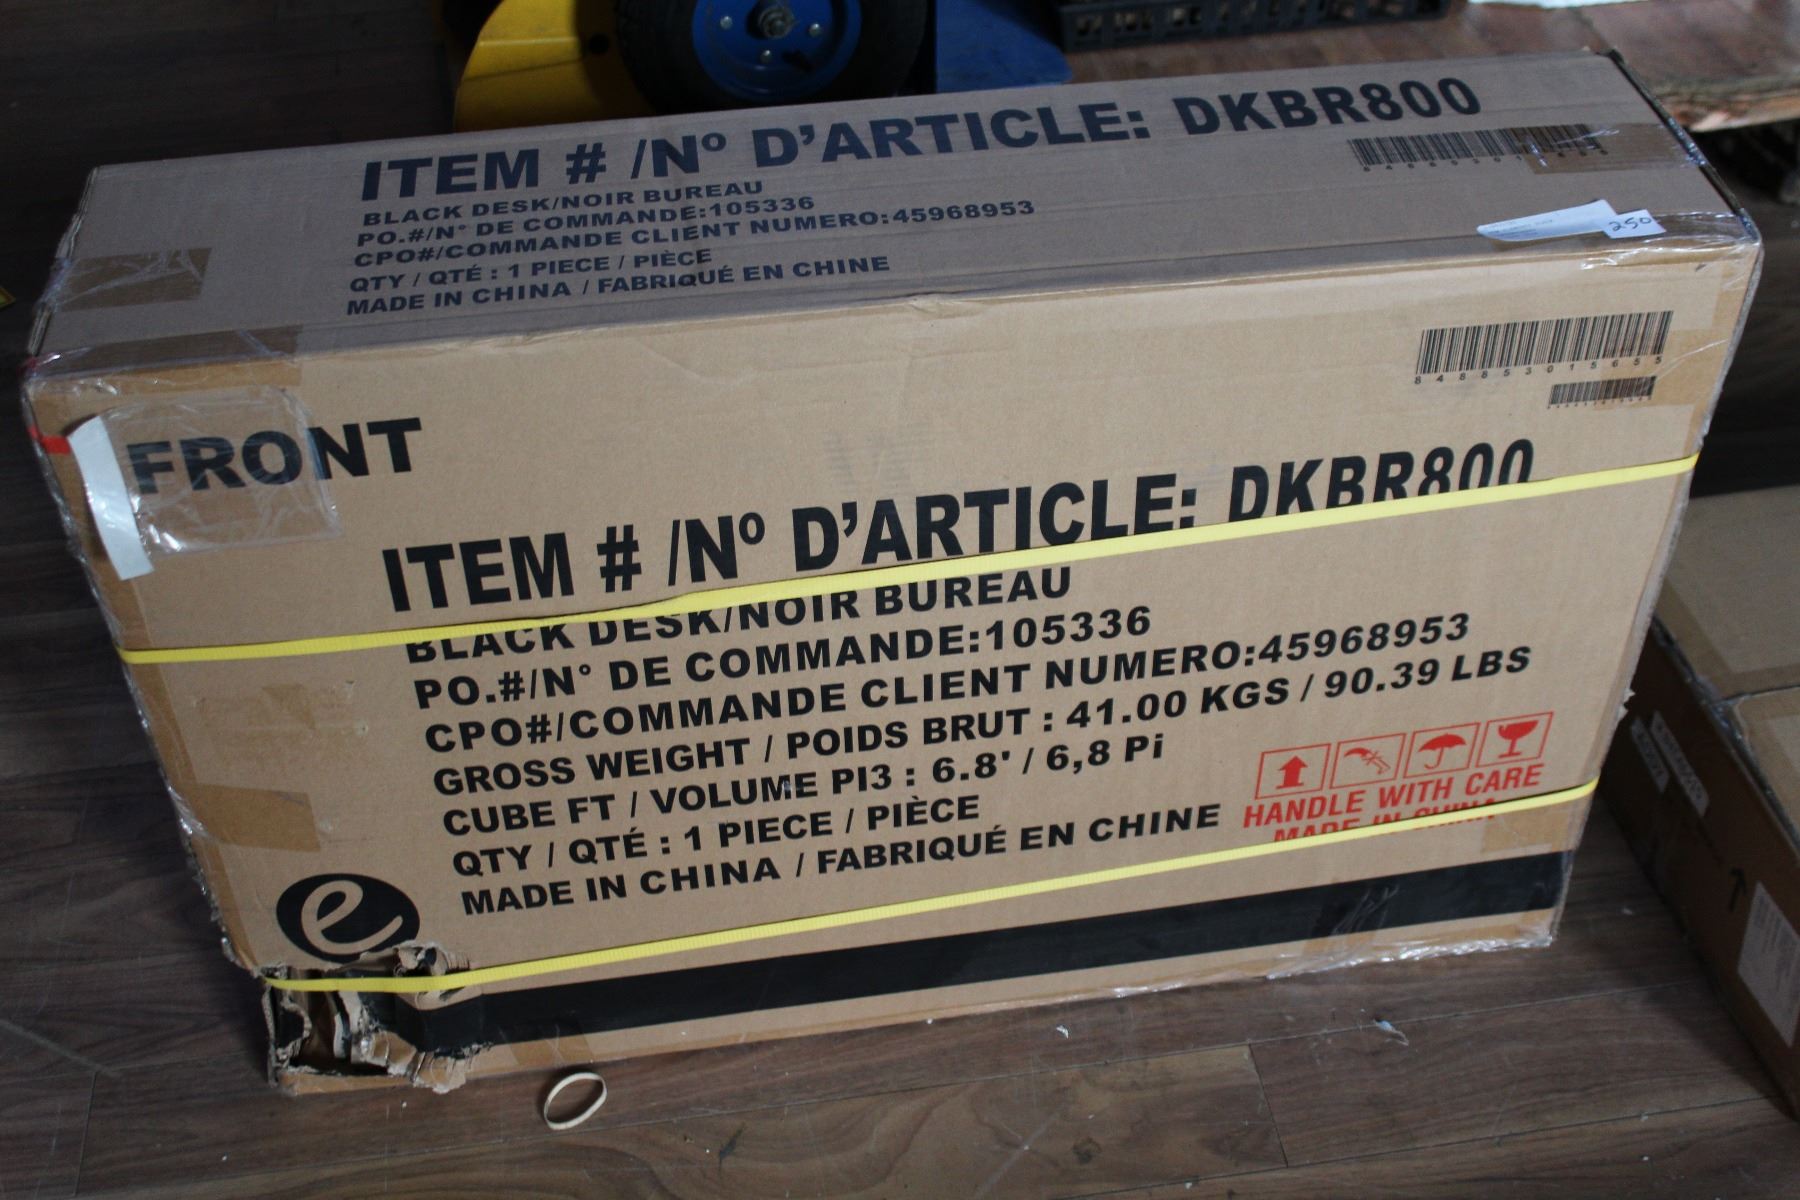 ITEM # /Nº D'ARTICLE: DKBR800
BLACK DESK/NOIR BUREAU
PO.#/N° DE COMMANDE:105336
CPO#/COMMANDE CLIENT NUMERO:45968953
QTY / QTÉ : 1 PIECE / PIÈCE
MADE IN CHINA / FABRIQUÉ EN CHINE
250
848853015655
FRONT
ITEM # /Nº D'ARTICLE: DKBR800
BLACK DESK/NOIR BUREAU
PO.#/N° DE COMMANDE:105336
CPO#/COMMANDE CLIENT NUMERO:45968953
GROSS WEIGHT / POIDS BRUT : 41.00 KGS / 90.39 LBS
CUBE FT / VOLUME PI3 : 6.8' / 6,8 Pi
QTY / QTÉ : 1 PIECE / PIÈCE
MADE IN CHINA / FABRIQUÉ EN CHINE
HANDLE WITH CARE
MADE IN CHINA
e